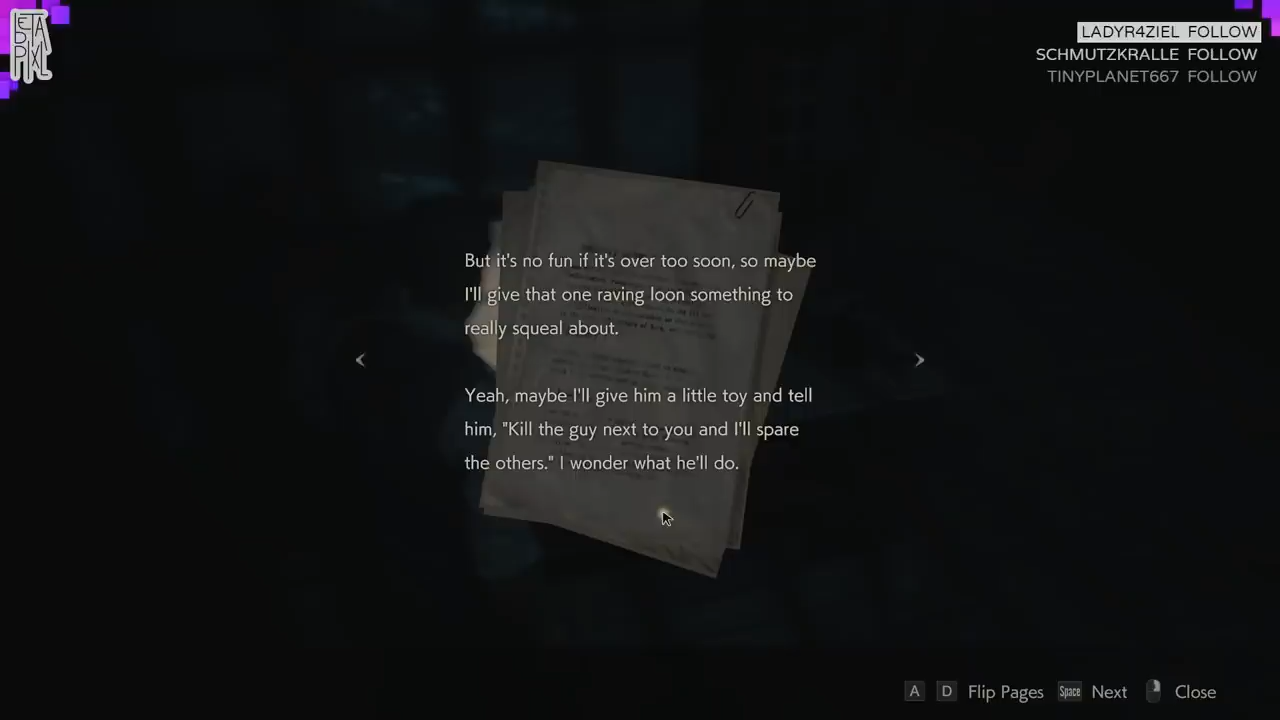 LETA
D
PIXL
LADYR4ZIEL FOLLOW
SCHMUTZKRALLE FOLLOW
TINYPLANET667 FOLLOW
But it's no fun if it's over too soon, so maybe
I'll give that one raving loon something to
really squeal about.
Yeah, maybe I'll give him a little toy and tell
him, "Kill the guy next to you and I'll spare
the others." I wonder what he'll do.
A D Flip Pages Space Next Close